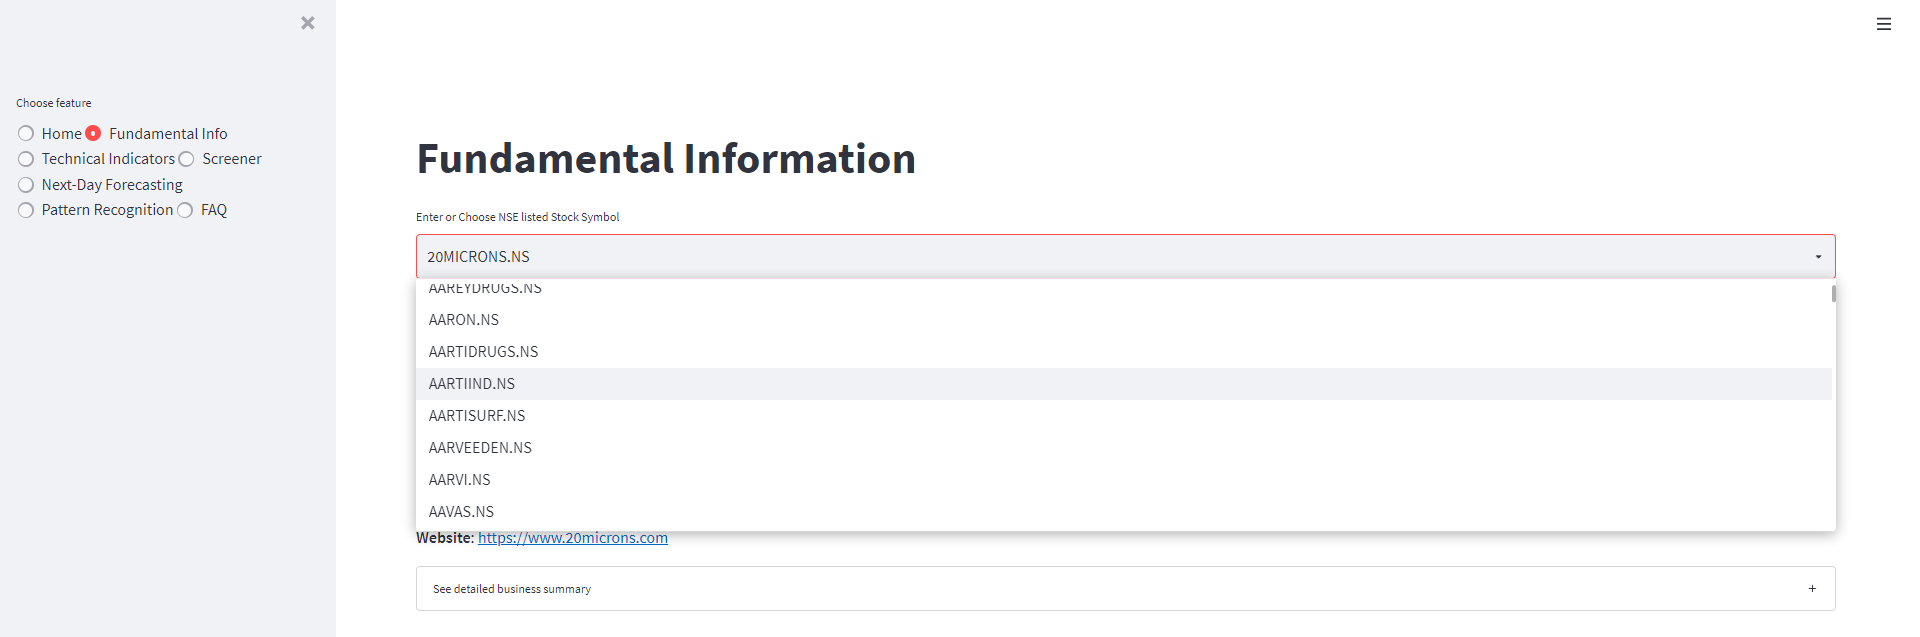 Choose feature
Home Fundamental Info
Technical Indicators Screener
Next-Day Forecasting
Pattern Recognition FAQ
Fundamental Information
Enter or Choose NSE listed Stock Symbol
20MICRONS.NS
AAREYDRUGS.NS
AARON.NS
AARTIDRUGS.NS
AARTIIND.NS
AARTISURF.NS
AARVEEDEN.NS
AARVI.NS
AAVAS.NS
Website: https://www.20microns.com
See detailed business summary